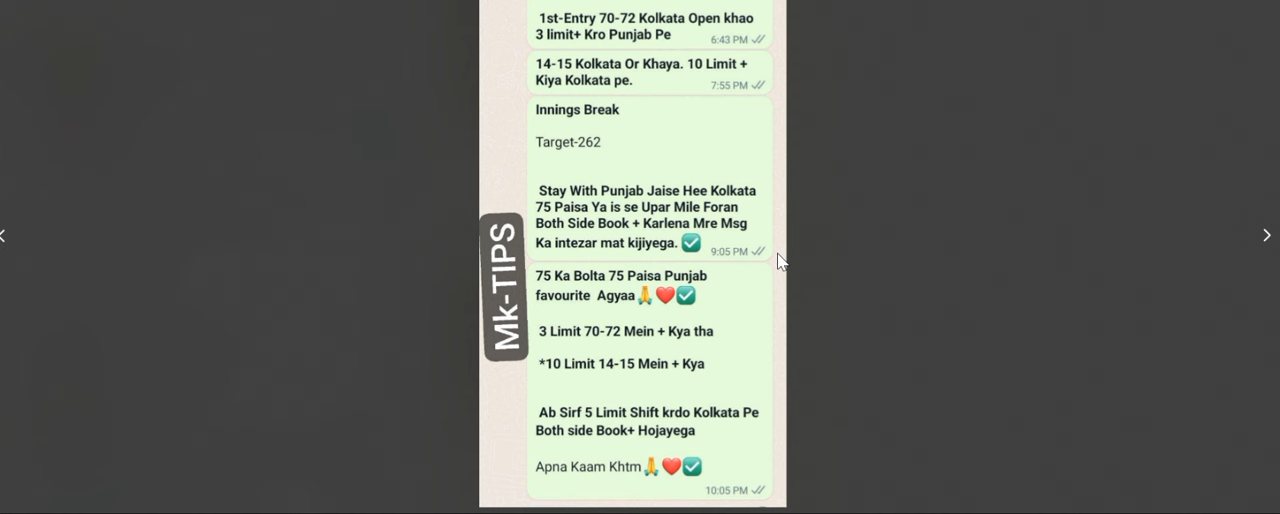 1st-Entry 70-72 Kolkata Open khao
3 limit+ Kro Punjab Pe
6:43 PM
14-15 Kolkata Or Khaya. 10 Limit +
Kiya Kolkata pe.
7:55 PM
Innings Break
Target-262
Stay With Punjab Jaise Hee Kolkata
75 Paisa Ya is se Upar Mile Foran
Both Side Book + Karlena Mre Msg
Ka intezar mat kijiyega. ✅
9:05 PM
Mk-TIPS
75 Ka Bolta 75 Paisa Punjab
favourite Agyaa🙏❤️✅
3 Limit 70-72 Mein + Kya tha
*10 Limit 14-15 Mein + Kya
Ab Sirf 5 Limit Shift krdo Kolkata Pe
Both side Book+ Hojayega
Apna Kaam Khtm🙏❤️✅
10:05 PM